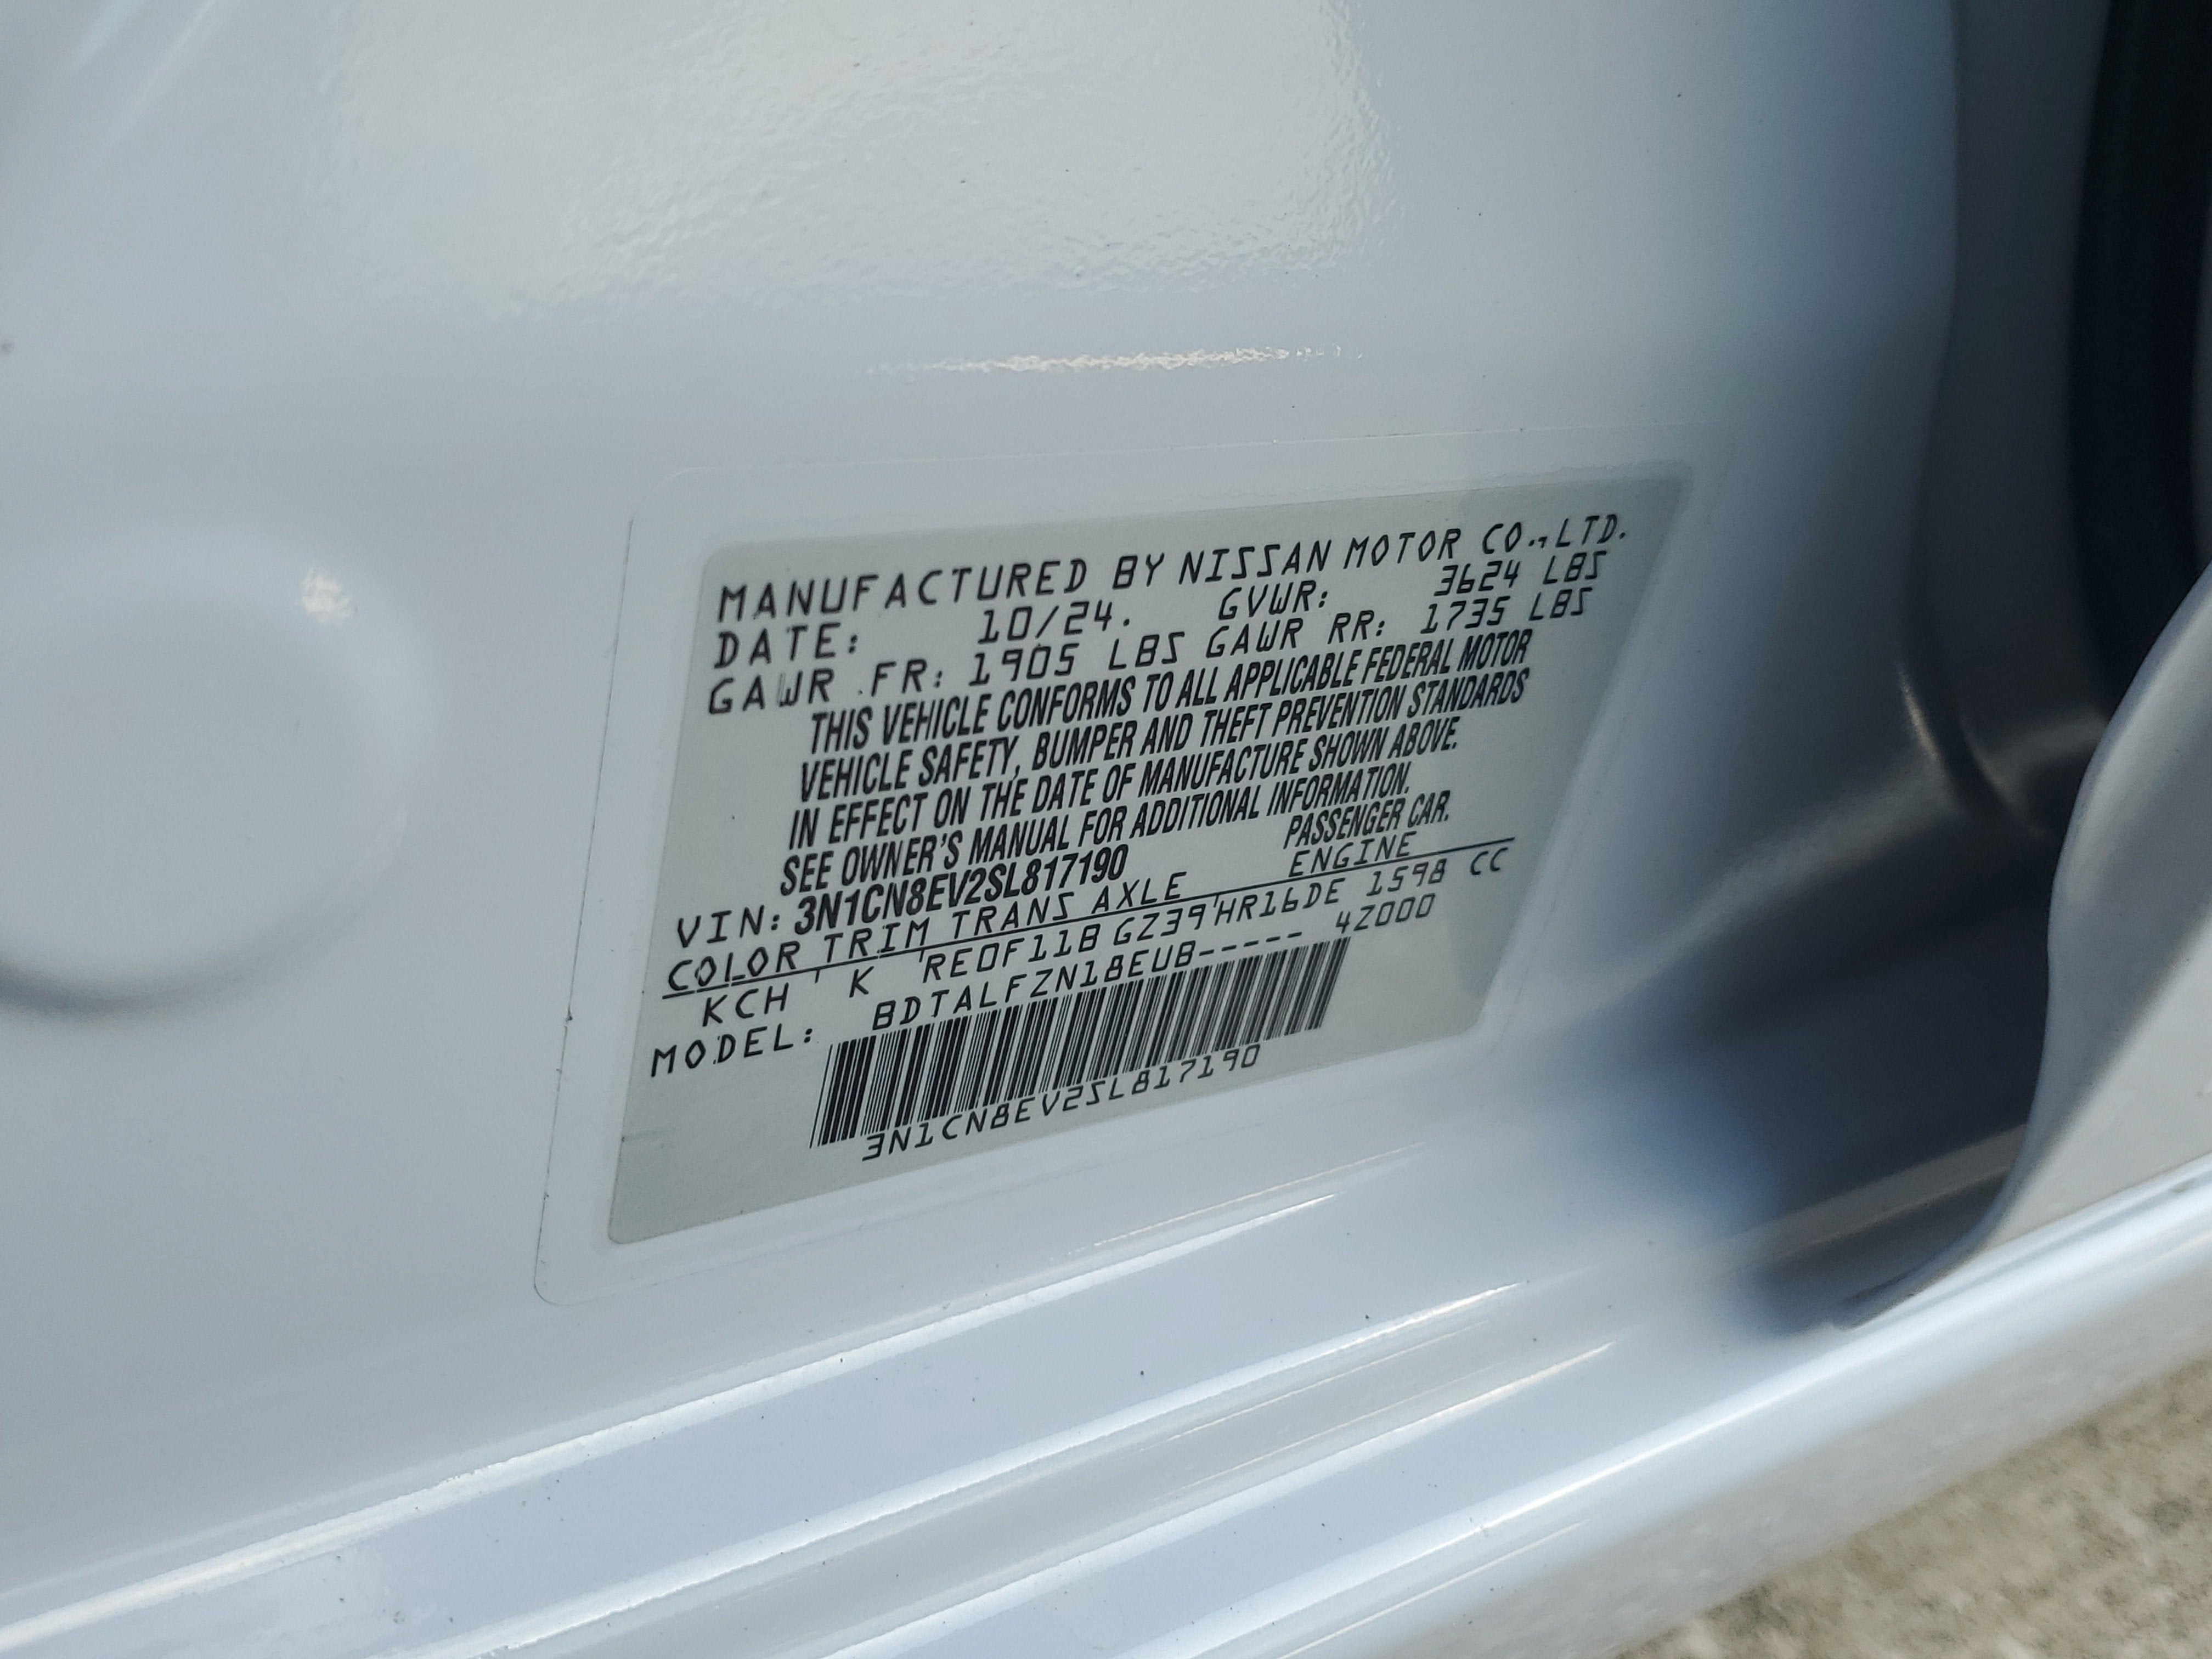 MANUFACTURED BY NISSAN MOTOR CO.,LTD.
DATE: 10/24. GVWR: 3624 LBS
GAWR FR: 1905 LBS GAWR RR: 1735 LBS
THIS VEHICLE CONFORMS TO ALL APPLICABLE FEDERAL MOTOR
VEHICLE SAFETY, BUMPER AND THEFT PREVENTION STANDARDS
IN EFFECT ON THE DATE OF MANUFACTURE SHOWN ABOVE.
SEE OWNER'S MANUAL FOR ADDITIONAL INFORMATION.
VIN: 3N1CN8EV2SL817190 PASSENGER CAR.
COLOR TRIM TRANS AXLE ENGINE
KCH K RE0F11B GZ39 HR16DE 1598 CC
MODEL: BDTALFZN18EUB----- 4Z000
3N1CN8EV2SL817190